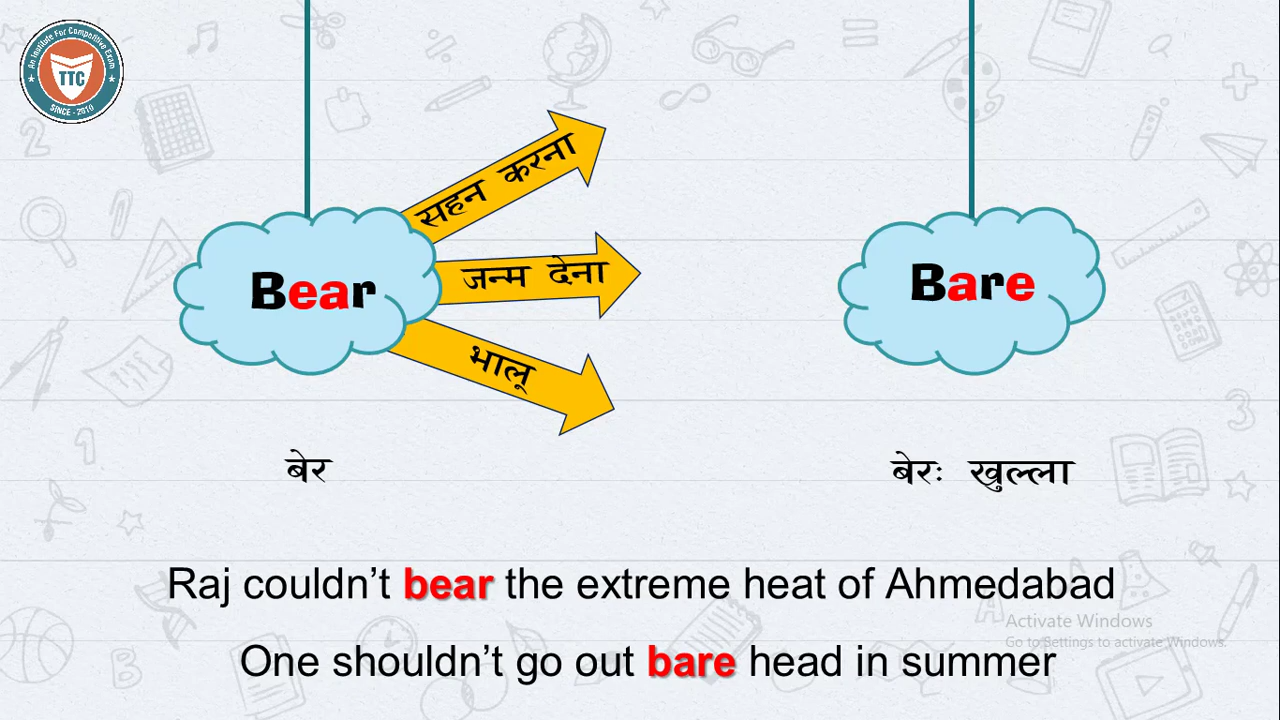 An Institute For Competitive Exam
TTC
SINCE - 2010
सहन करना
जन्म देना
भालू
Bear
Bare
बेर
बेरः खुल्ला
Raj couldn’t bear the extreme heat of Ahmedabad
One shouldn’t go out bare head in summer
Activate Windows
Go to Settings to activate Windows.